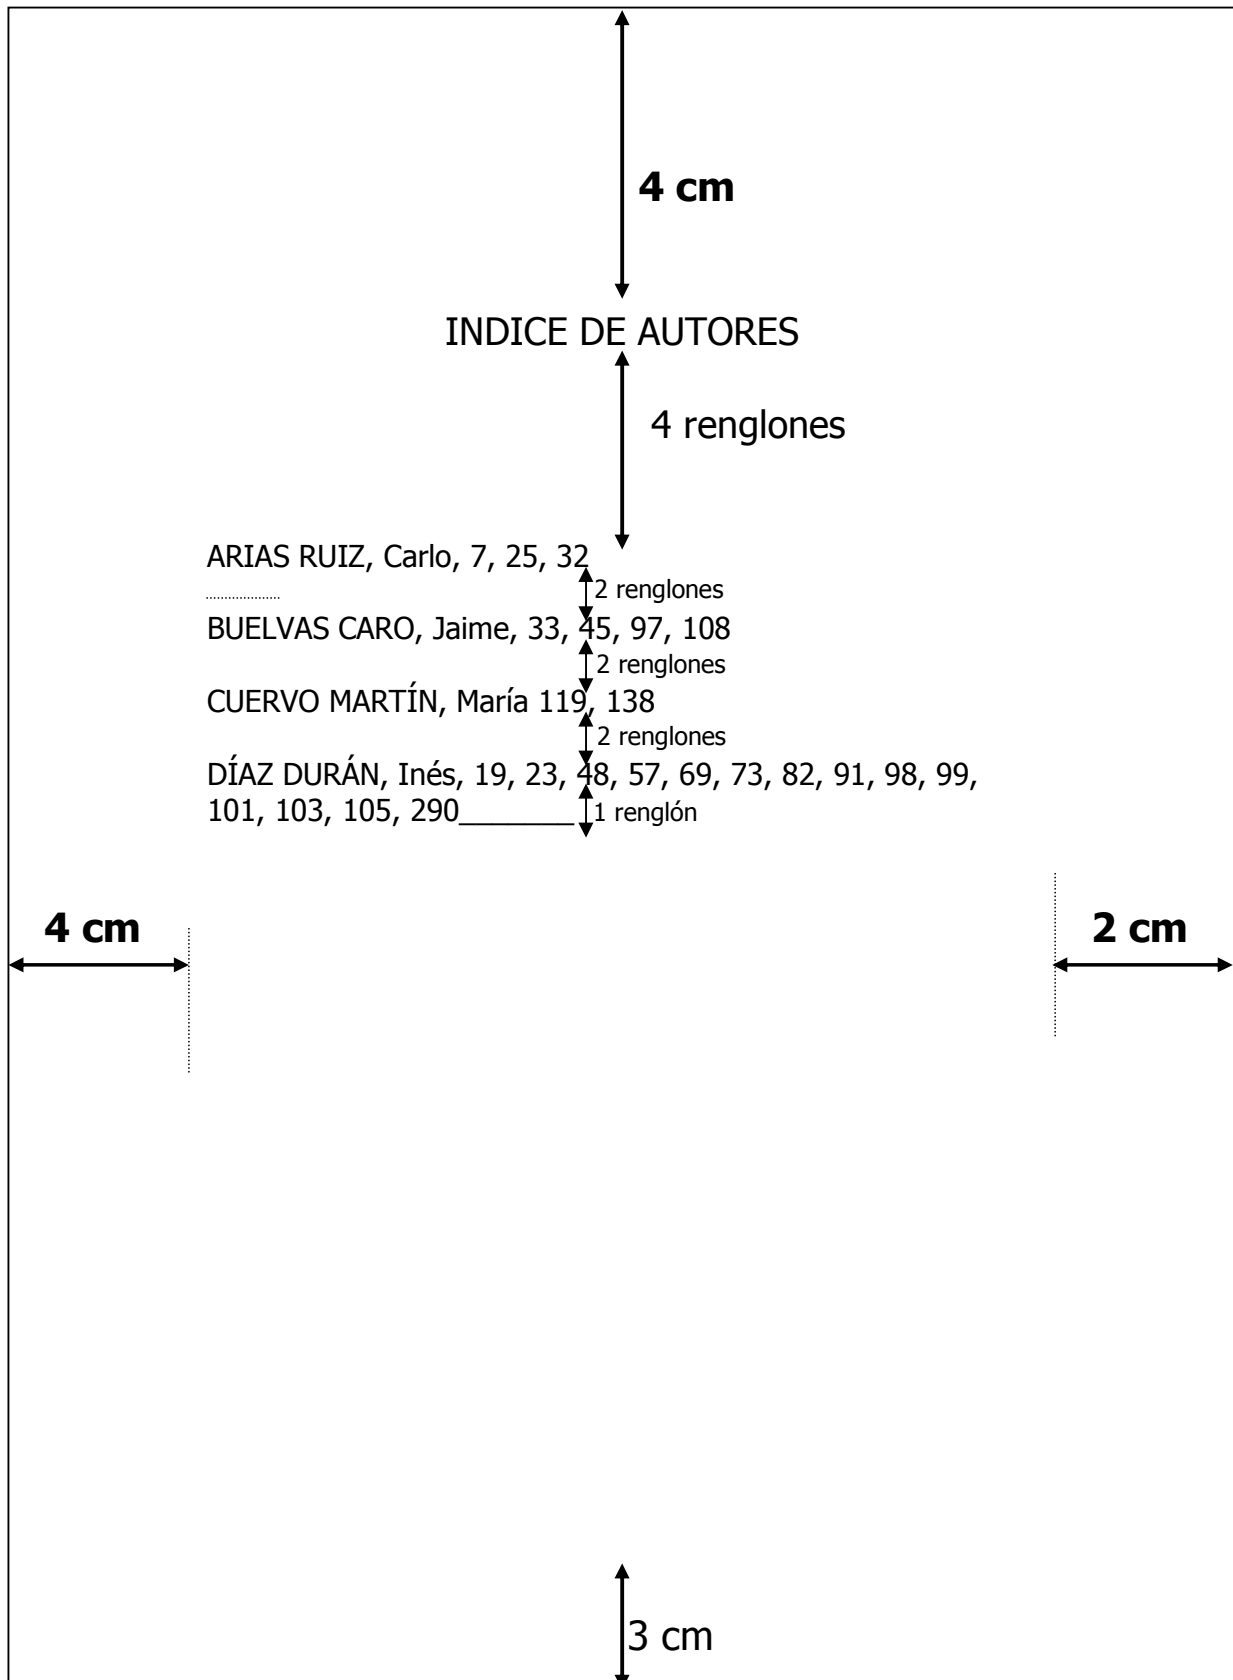 4 cm
INDICE DE AUTORES
4 renglones
ARIAS RUIZ, Carlo, 7, 25, 32
2 renglones
BUELVAS CARO, Jaime, 33, 45, 97, 108
2 renglones
CUERVO MARTÍN, María 119, 138
2 renglones
DÍAZ DURÁN, Inés, 19, 23, 48, 57, 69, 73, 82, 91, 98, 99,
101, 103, 105, 290_______ 1 renglón
4 cm
2 cm
3 cm